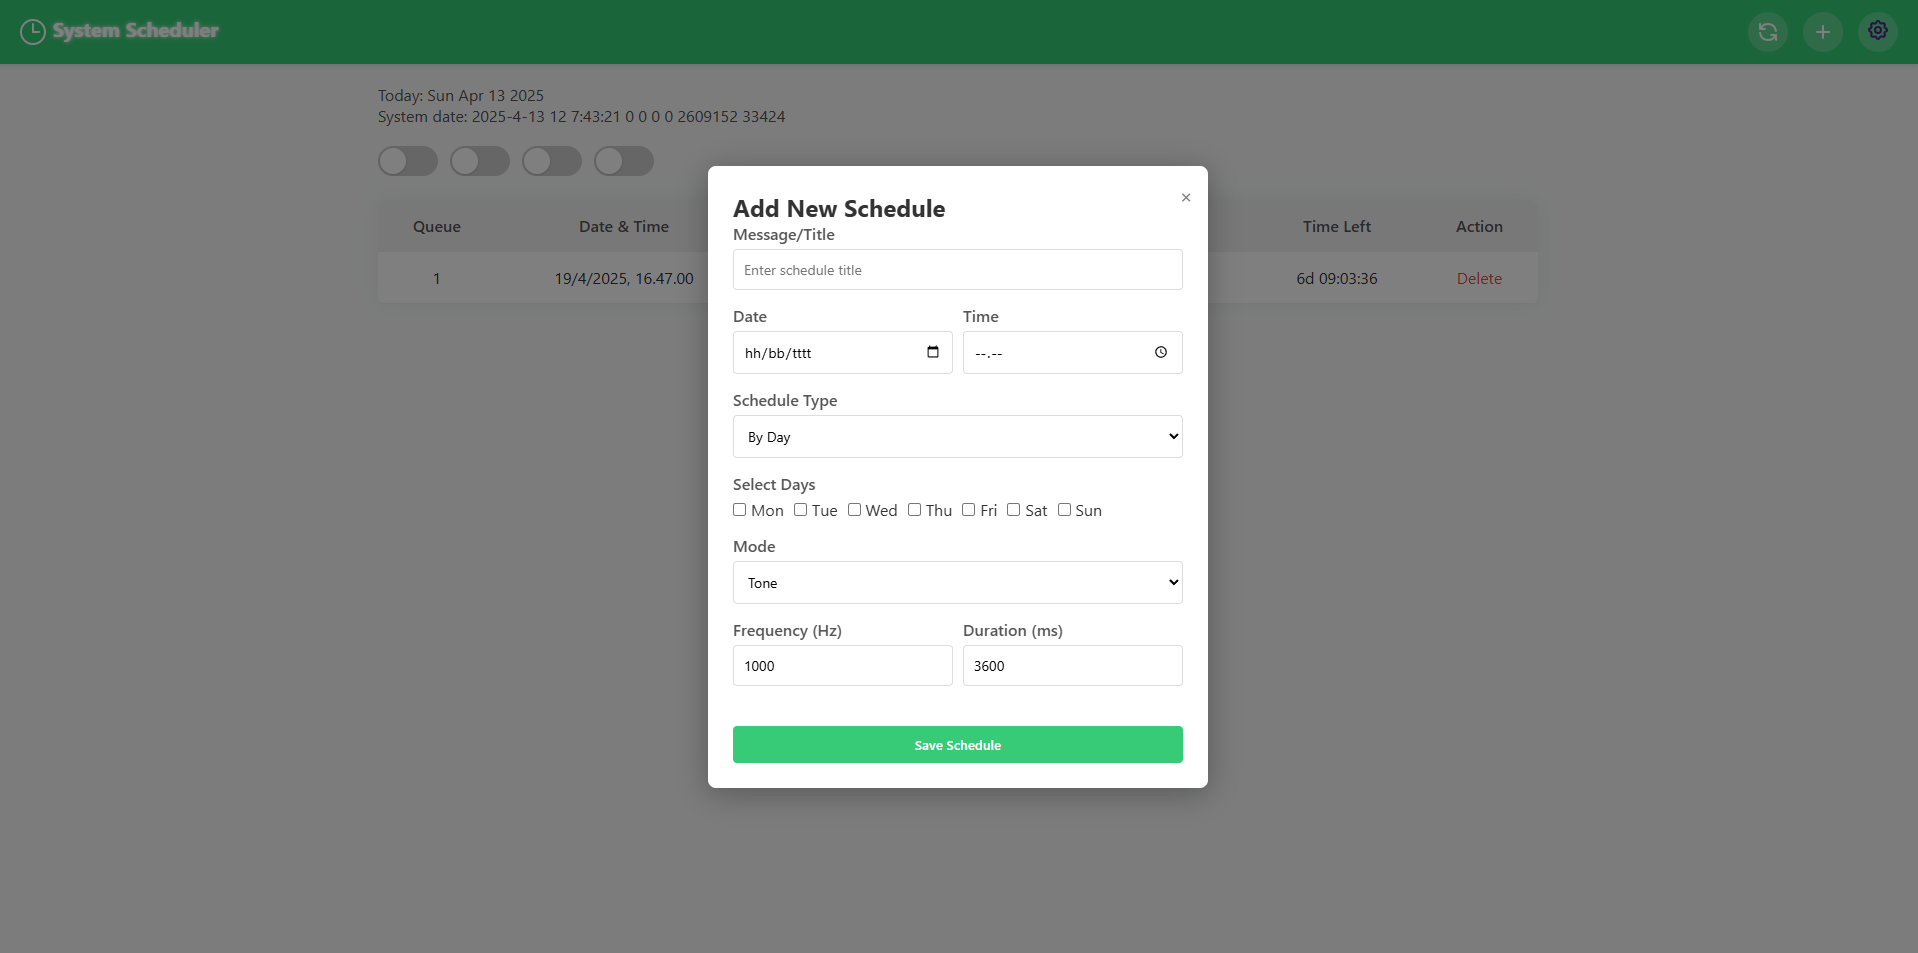 System Scheduler
Today: Sun Apr 13 2025
System date: 2025-4-13 12 7:43:21 0 0 0 0 2609152 33424
Queue Date & Time Time Left Action
1 19/4/2025, 16.47.00 6d 09:03:36 Delete
×
Add New Schedule
Message/Title
Enter schedule title
Date Time
hh/bb/tttt --.--
Schedule Type
By Day
Select Days
Mon Tue Wed Thu Fri Sat Sun
Mode
Tone
Frequency (Hz) Duration (ms)
1000 3600
Save Schedule